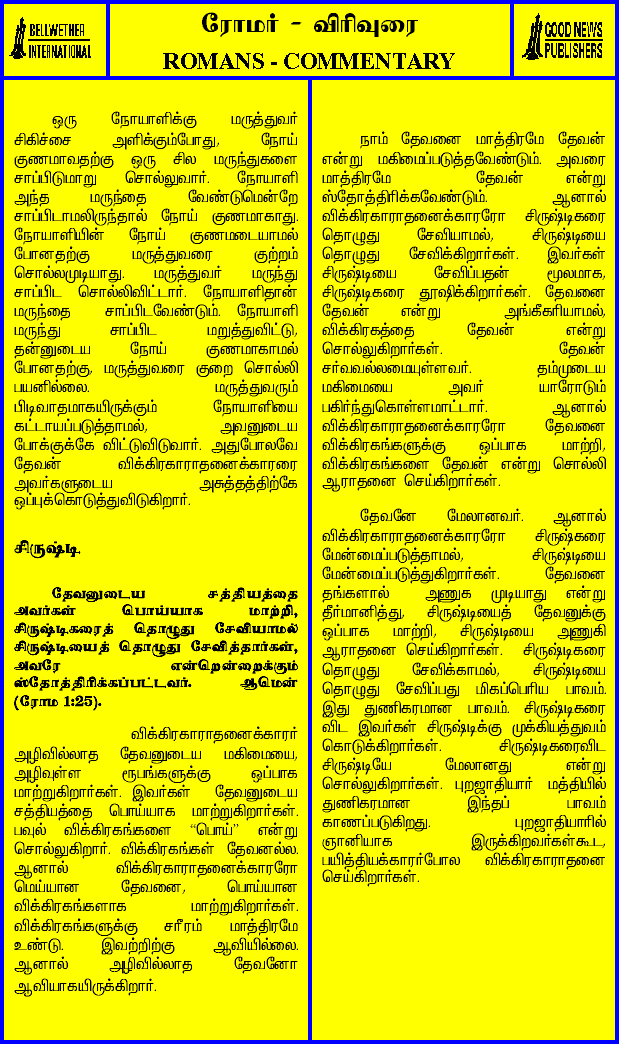 BELLWETHER
INTERNATIONAL
ரோமர் - விரிவுரை
ROMANS - COMMENTARY
GOOD NEWS
PUBLISHERS
ஒரு நோயாளிக்கு மருத்துவர்
சிகிச்சை அளிக்கும்போது, நோய்
குணமாவதற்கு ஒரு சில மருந்துகளை
சாப்பிடுமாறு சொல்லுவார். நோயாளி
அந்த மருந்தை வேண்டுமென்றே
சாப்பிடாமலிருந்தால் நோய் குணமாகாது.
நோயாளியின் நோய் குணமடையாமல்
போனதற்கு மருத்துவரை குற்றம்
சொல்லமுடியாது. மருத்துவர் மருந்து
சாப்பிட சொல்லிவிட்டார். நோயாளிதான்
மருந்தை சாப்பிடவேண்டும். நோயாளி
மருந்து சாப்பிட மறுத்துவிட்டு,
தன்னுடைய நோய் குணமாகாமல்
போனதற்கு, மருத்துவரை குறை சொல்லி
பயனில்லை. மருத்துவரும்
பிடிவாதமாகயிருக்கும் நோயாளியை
கட்டாயப்படுத்தாமல், அவனுடைய
போக்குக்கே விட்டுவிடுவார். அதுபோலவே
தேவன் விக்கிரகாராதனைக்காரரை
அவர்களுடைய அசுத்தத்திற்கே
ஒப்புக்கொடுத்துவிடுகிறார்.
சிருஷ்டி
தேவனுடைய சத்தியத்தை
அவர்கள் பொய்யாக மாற்றி,
சிருஷ்டிகரைத் தொழுது சேவியாமல்
சிருஷ்டியைத் தொழுது சேவித்தார்கள்,
அவரே என்றென்றைக்கும்
ஸ்தோத்திரிக்கப்பட்டவர். ஆமென்
(ரோம 1:25).
விக்கிரகாராதனைக்காரர்
அழிவில்லாத தேவனுடைய மகிமையை,
அழிவுள்ள ரூபங்களுக்கு ஒப்பாக
மாற்றுகிறார்கள். இவர்கள் தேவனுடைய
சத்தியத்தை பொய்யாக மாற்றுகிறார்கள்.
பவுல் விக்கிரகங்களை “பொய்” என்று
சொல்லுகிறார். விக்கிரகங்கள் தேவனல்ல.
ஆனால் விக்கிரகாராதனைக்காரரோ
மெய்யான தேவனை, பொய்யான
விக்கிரகங்களாக மாற்றுகிறார்கள்.
விக்கிரகங்களுக்கு சரீரம் மாத்திரமே
உண்டு. இவற்றிற்கு ஆவியில்லை.
ஆனால் அழிவில்லாத தேவனோ
ஆவியாகயிருக்கிறார்.
நாம் தேவனை மாத்திரமே தேவன்
என்று மகிமைப்படுத்தவேண்டும். அவரை
மாத்திரமே தேவன் என்று
ஸ்தோத்திரிக்கவேண்டும். ஆனால்
விக்கிரகாராதனைக்காரரோ சிருஷ்டிகரை
தொழுது சேவியாமல், சிருஷ்டியை
தொழுது சேவிக்கிறார்கள். இவர்கள்
சிருஷ்டியை சேவிப்பதன் மூலமாக,
சிருஷ்டிகரை தூஷிக்கிறார்கள். தேவனை
தேவன் என்று அங்கீகரியாமல்,
விக்கிரகத்தை தேவன் என்று
சொல்லுகிறார்கள். தேவன்
சர்வவல்லமையுள்ளவர். தம்முடைய
மகிமையை அவர் யாரோடும்
பகிர்ந்துகொள்ளமாட்டார். ஆனால்
விக்கிரகாராதனைக்காரரோ தேவனை
விக்கிரகங்களுக்கு ஒப்பாக மாற்றி,
விக்கிரகங்களை தேவன் என்று சொல்லி
ஆராதனை செய்கிறார்கள்.
தேவனே மேலானவர். ஆனால்
விக்கிரகாராதனைக்காரரோ சிருஷ்கரை
மேன்மைப்படுத்தாமல், சிருஷ்டியை
மேன்மைப்படுத்துகிறார்கள். தேவனை
தங்களால் அணுக முடியாது என்று
தீர்மானித்து, சிருஷ்டியைத் தேவனுக்கு
ஒப்பாக மாற்றி, சிருஷ்டியை அணுகி
ஆராதனை செய்கிறார்கள். சிருஷ்டிகரை
தொழுது சேவிக்காமல், சிருஷ்டியை
தொழுது சேவிப்பது மிகப்பெரிய பாவம்.
இது துணிகரமான பாவம். சிருஷ்டிகரை
விட இவர்கள் சிருஷ்டிக்கு முக்கியத்துவம்
கொடுக்கிறார்கள். சிருஷ்டிகரைவிட
சிருஷ்டியே மேலானது என்று
சொல்லுகிறார்கள். புறஜாதியார் மத்தியில்
துணிகரமான இந்தப் பாவம்
காணப்படுகிறது. புறஜாதியாரில்
ஞானியாக இருக்கிறவர்கள்கூட,
பயித்தியக்காரர்போல விக்கிரகாராதனை
செய்கிறார்கள்.